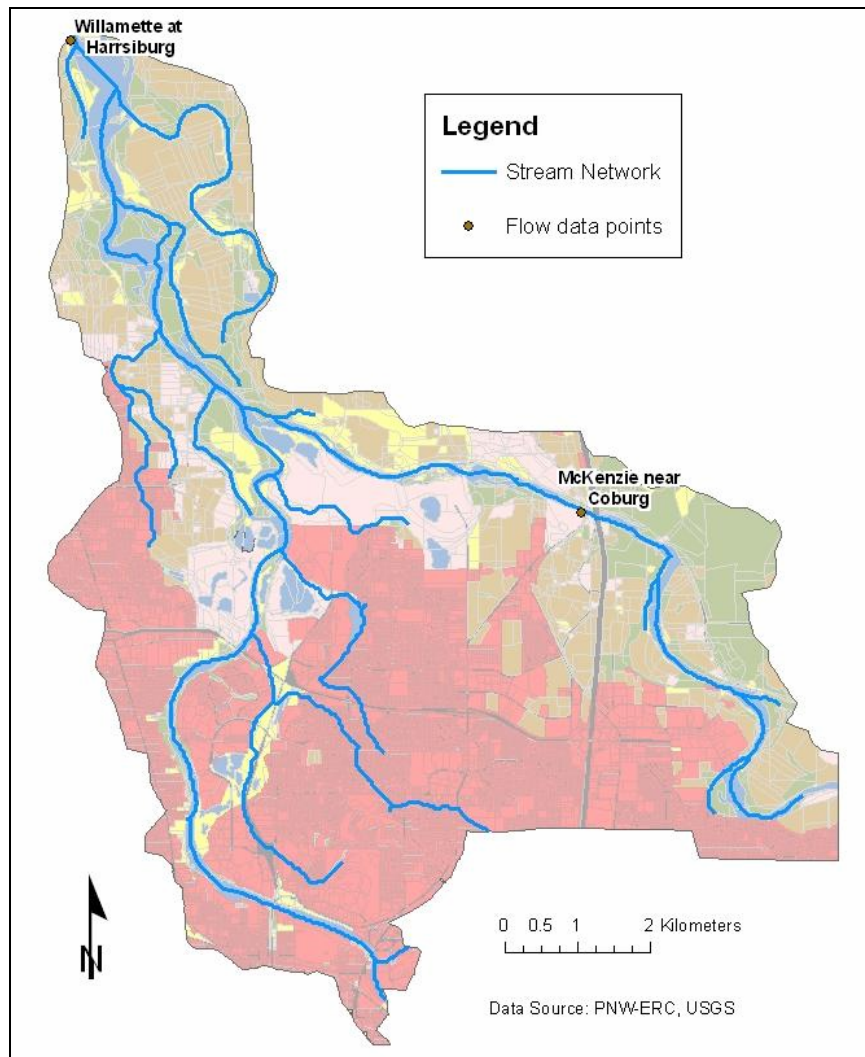 Willamette at
Harrsiburg
Legend
Stream Network
Flow data points
McKenzie near
Coburg
N
0 0.5 1 2 Kilometers
Data Source: PNW-ERC, USGS